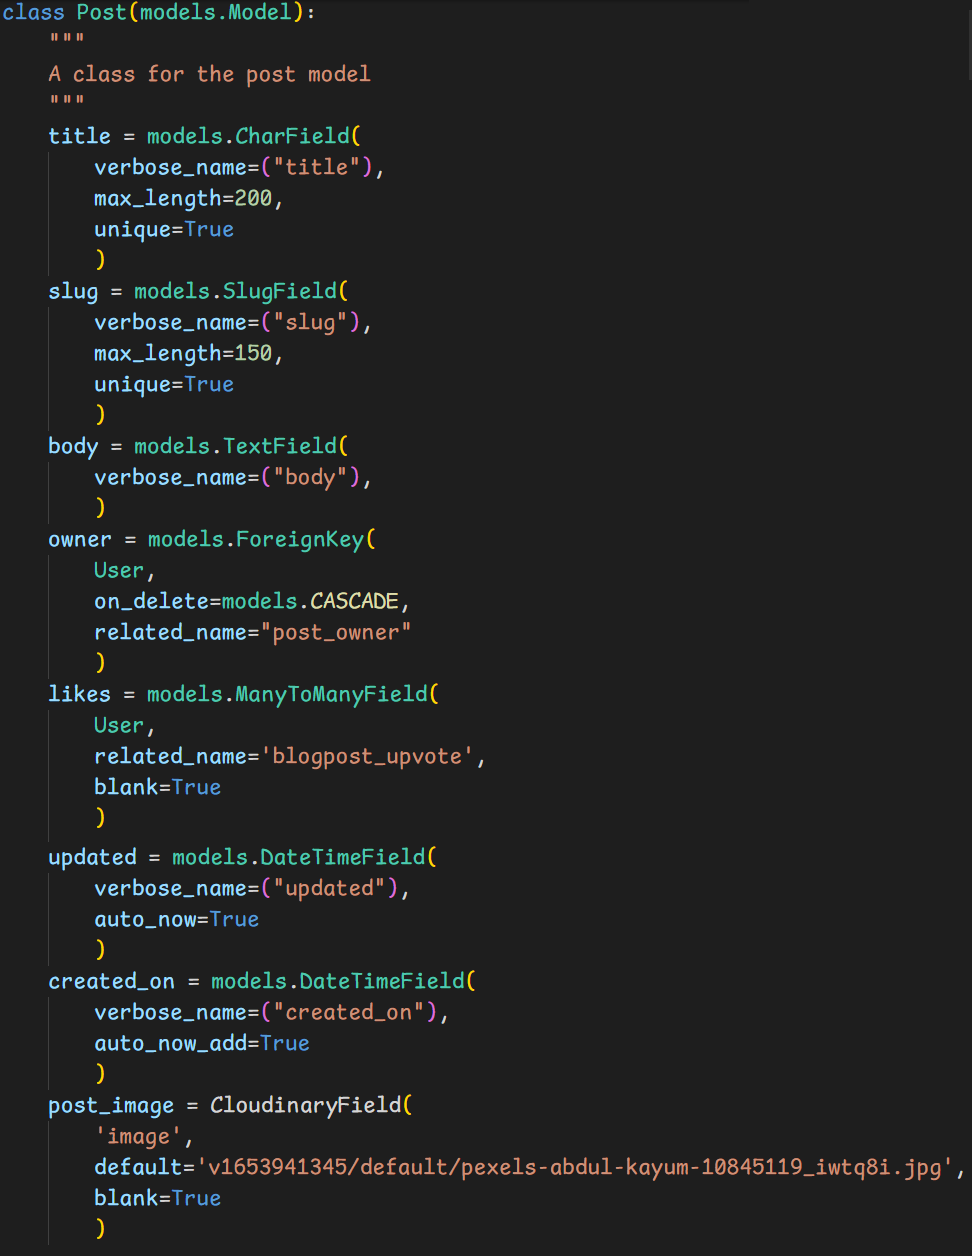 class Post(models.Model):
    """
    A class for the post model
    """
    title = models.CharField(
        verbose_name=("title"),
        max_length=200,
        unique=True
        )
    slug = models.SlugField(
        verbose_name=("slug"),
        max_length=150,
        unique=True
        )
    body = models.TextField(
        verbose_name=("body"),
        )
    owner = models.ForeignKey(
        User,
        on_delete=models.CASCADE,
        related_name="post_owner"
        )
    likes = models.ManyToManyField(
        User,
        related_name='blogpost_upvote',
        blank=True
        )
    updated = models.DateTimeField(
        verbose_name=("updated"),
        auto_now=True
        )
    created_on = models.DateTimeField(
        verbose_name=("created_on"),
        auto_now_add=True
        )
    post_image = CloudinaryField(
        'image',
        default='v1653941345/default/pexels-abdul-kayum-10845119_iwtq8i.jpg',
        blank=True
        )